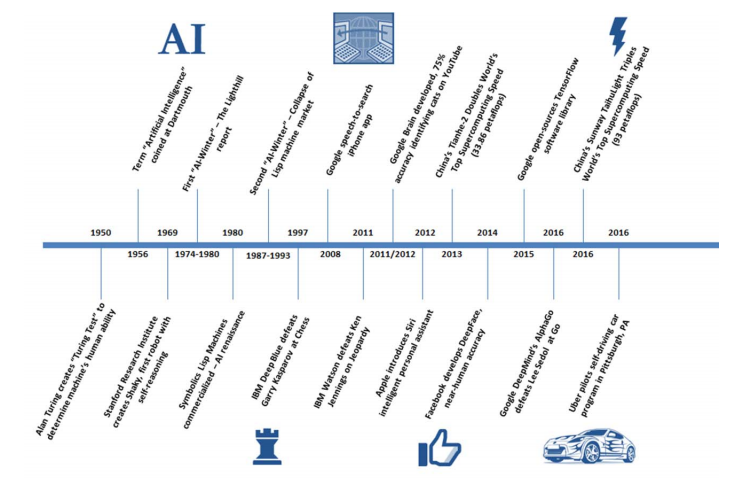 AI
Term "Artificial Intelligence"
coined at Dartmouth
First "AI-Winter" – The Lighthill
report
Second "AI-Winter" – Collapse of
Lisp machine market
Google speech-to-search
iPhone app
Google Brain developed, 75%
accuracy identifying cats on YouTube
China's Tianhe-2 Doubles World's
Top Supercomputing Speed
(33.86 petaflops)
Google open-sources TensorFlow
software library
China's Sunway TaihuLight Triples
World's Top Supercomputing Speed
(93 petaflops)
1950 1969 1980 1997 2011 2012 2014 2016 2016
1956 1974-1980 1987-1993 2008 2011/2012 2013 2015 2016
Alan Turing creates "Turing Test" to
determine machine's human ability
Stanford Research Institute
creates Shaky, first robot with
self-reasoning
Symbolics Lisp Machines
commercialized – AI renaissance
IBM Deep Blue defeats
Garry Kasparov at Chess
IBM Watson defeats Ken
Jennings on Jeopardy
Apple introduces Siri
intelligent personal assistant
Facebook develops DeepFace,
near-human accuracy
Google DeepMind's AlphaGo
defeats Lee Sedol at Go
Uber pilots self-driving car
program in Pittsburgh, PA